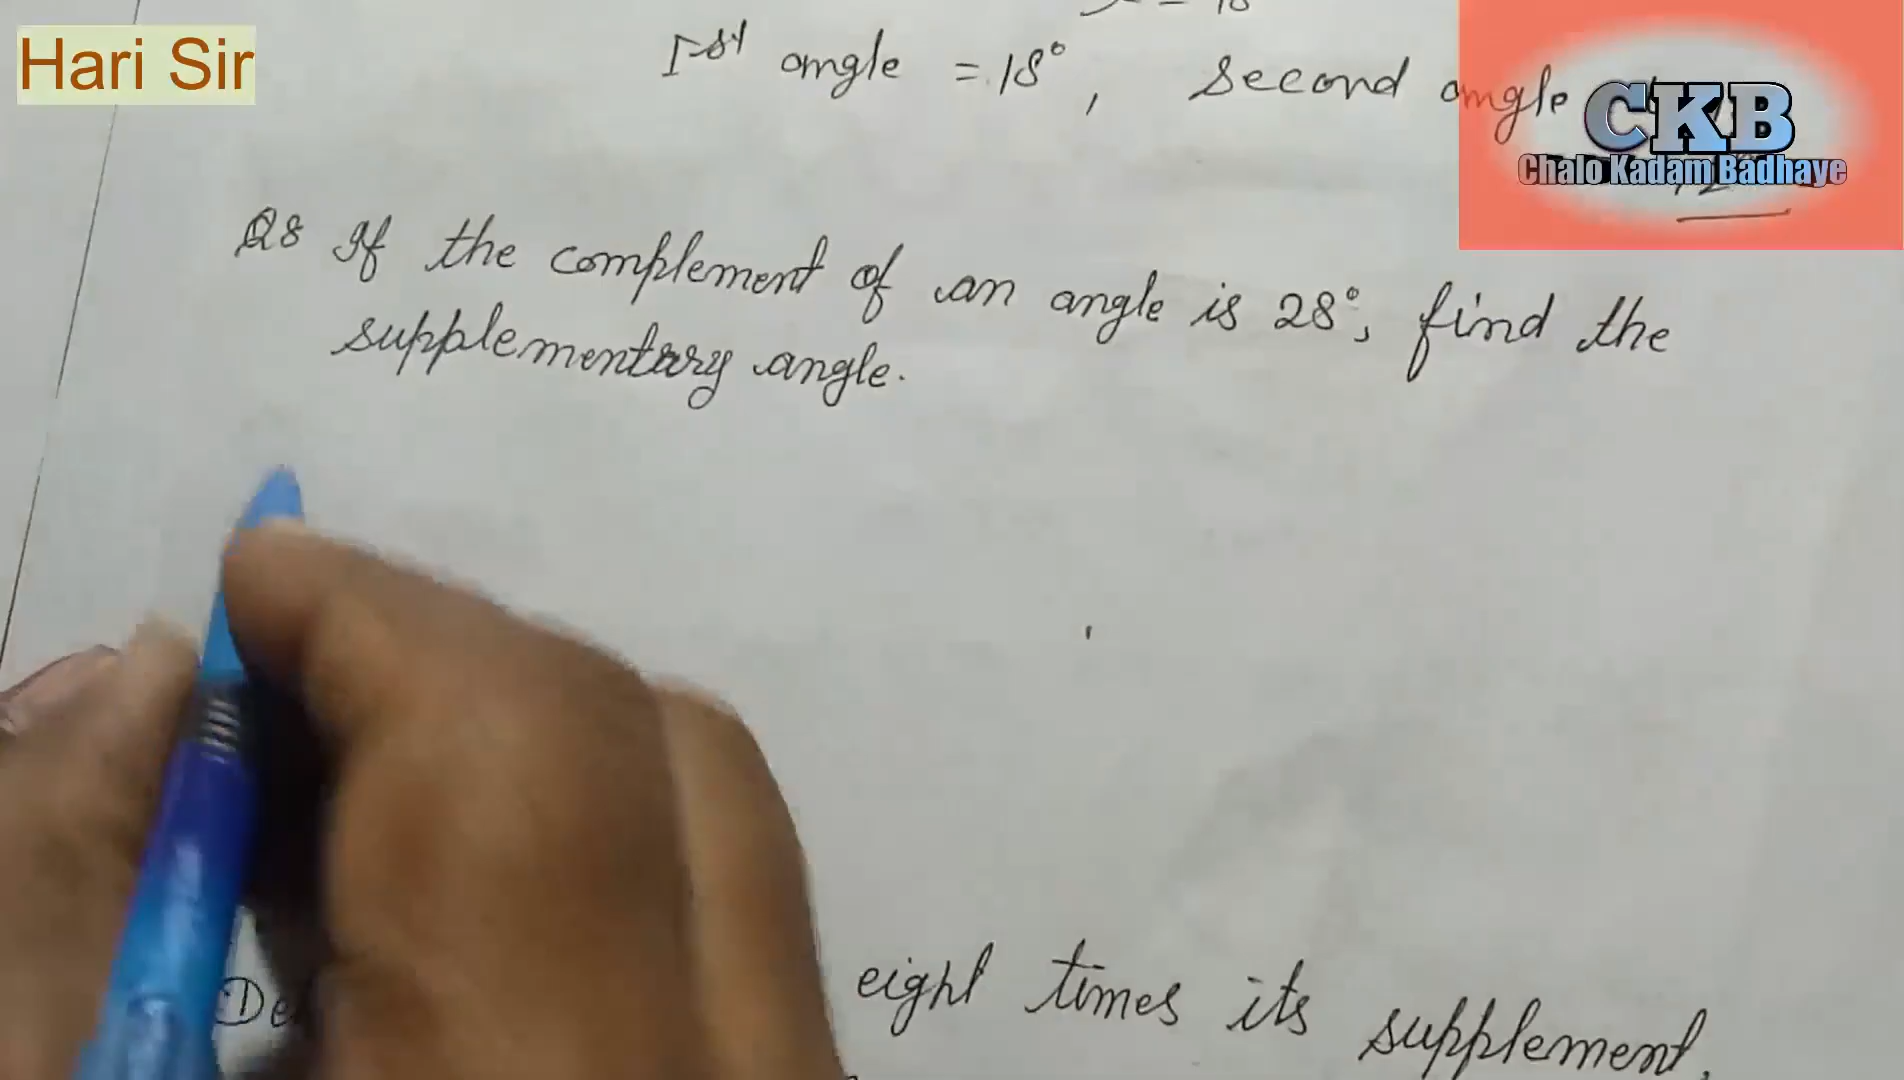 Hari Sir
Ist angle = 18°, second angle
CKB
Chalo Kadam Badhaye
Q8 If the complement of an angle is 28°, find the
supplementary angle.
eight times its supplement.